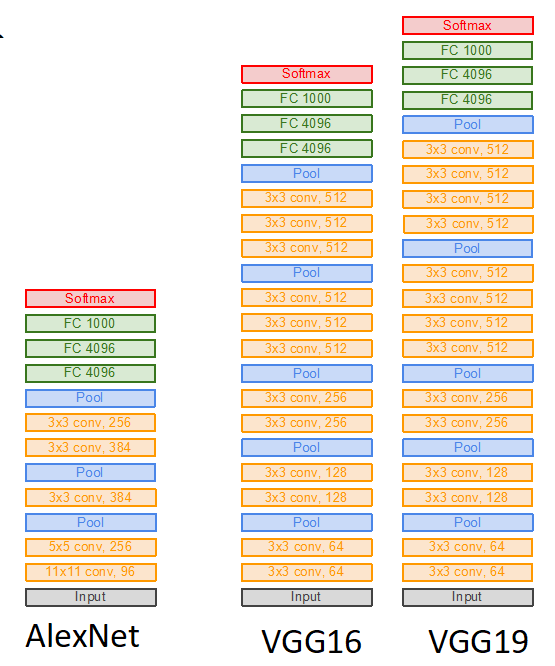 Softmax
FC 1000
FC 4096
FC 4096
Pool
3x3 conv, 256
3x3 conv, 384
Pool
3x3 conv, 384
Pool
5x5 conv, 256
11x11 conv, 96
Input
AlexNet
Softmax
FC 1000
FC 4096
FC 4096
Pool
3x3 conv, 512
3x3 conv, 512
3x3 conv, 512
Pool
3x3 conv, 512
3x3 conv, 512
3x3 conv, 512
Pool
3x3 conv, 256
3x3 conv, 256
Pool
3x3 conv, 128
3x3 conv, 128
Pool
3x3 conv, 64
3x3 conv, 64
Input
VGG16
Softmax
FC 1000
FC 4096
FC 4096
Pool
3x3 conv, 512
3x3 conv, 512
3x3 conv, 512
3x3 conv, 512
Pool
3x3 conv, 512
3x3 conv, 512
3x3 conv, 512
3x3 conv, 512
Pool
3x3 conv, 256
3x3 conv, 256
Pool
3x3 conv, 128
3x3 conv, 128
Pool
3x3 conv, 64
3x3 conv, 64
Input
VGG19